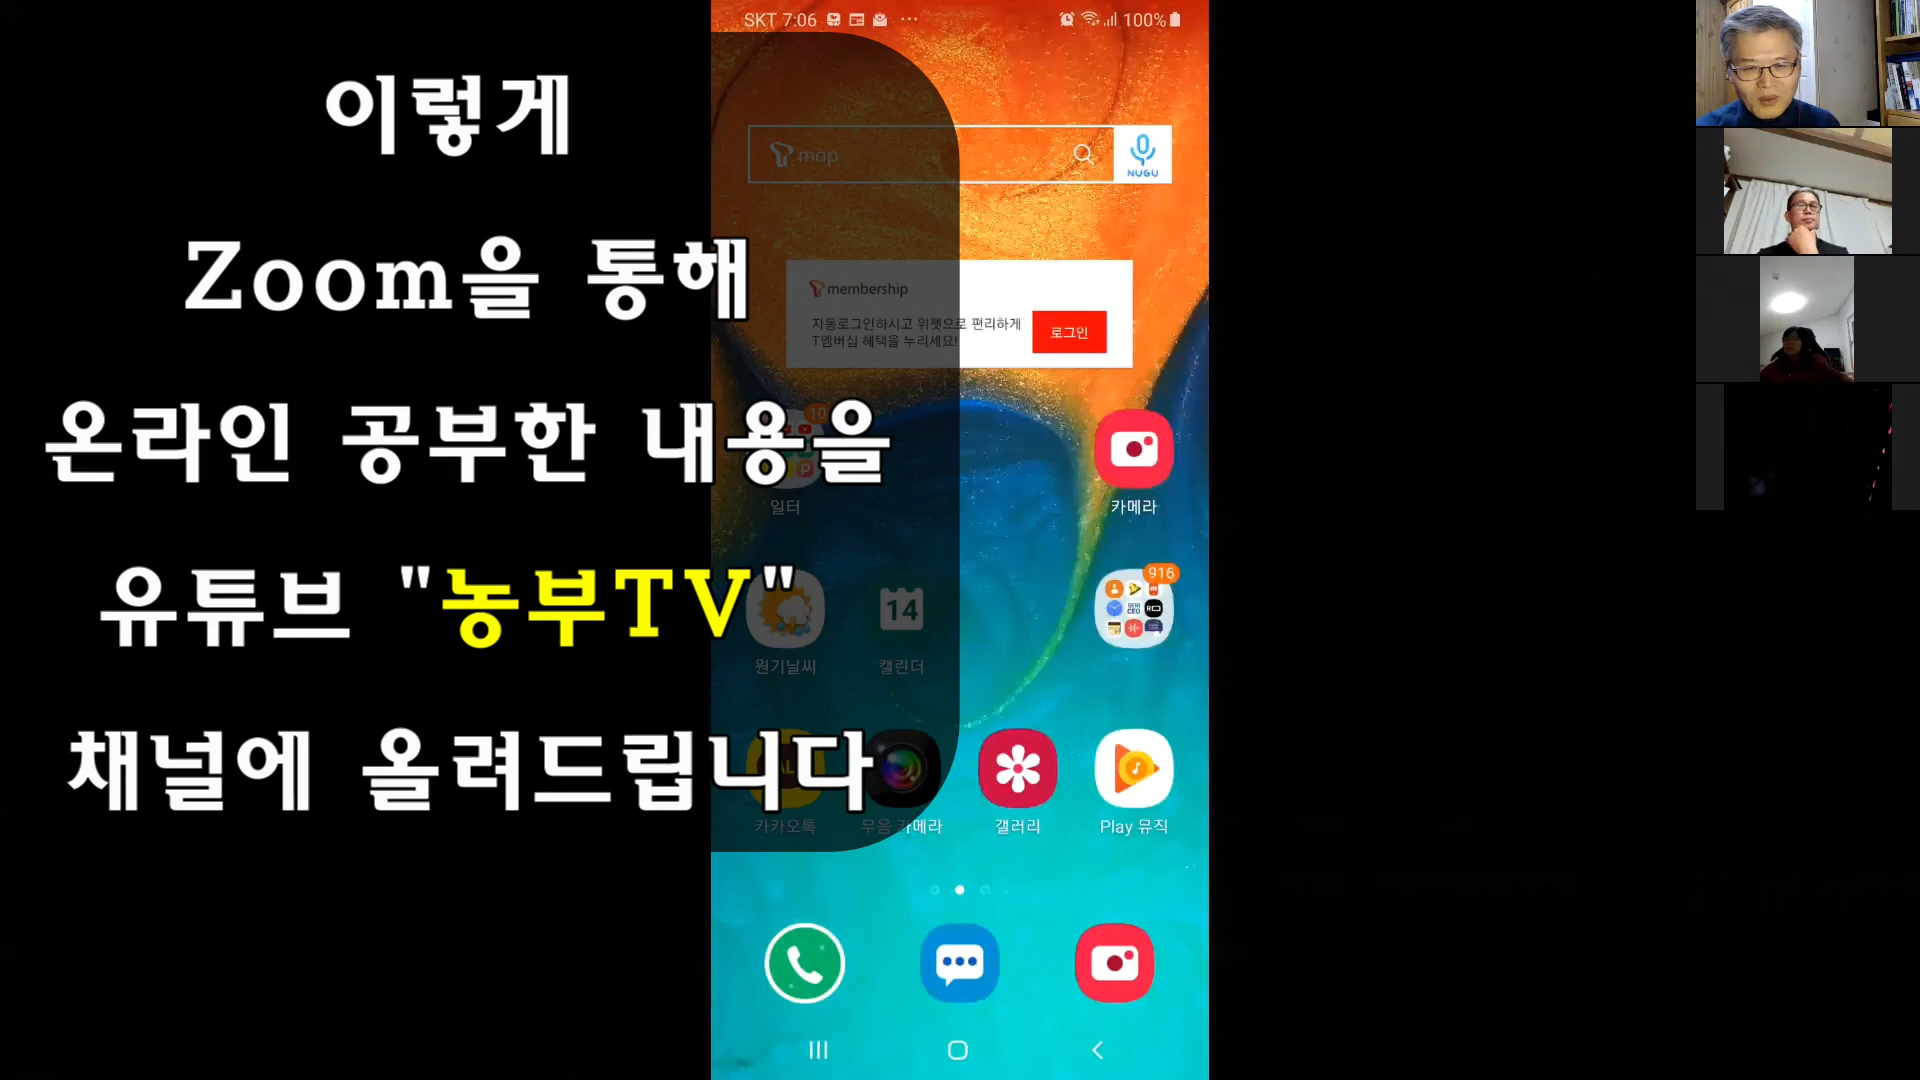 이렇게
Zoom을 통해
온라인 공부한 내용을
유튜브 "농부TV"
채널에 올려드립니다
SKT 7:06
100%
T map
NUGU
T membership
자동로그인하시고 위젯으로 편리하게
T멤버십 혜택을 누리세요!
로그인
10
일터
카메라
916
14
원기날씨
캘린더
카카오톡
무음 카메라
갤러리
Play 뮤직